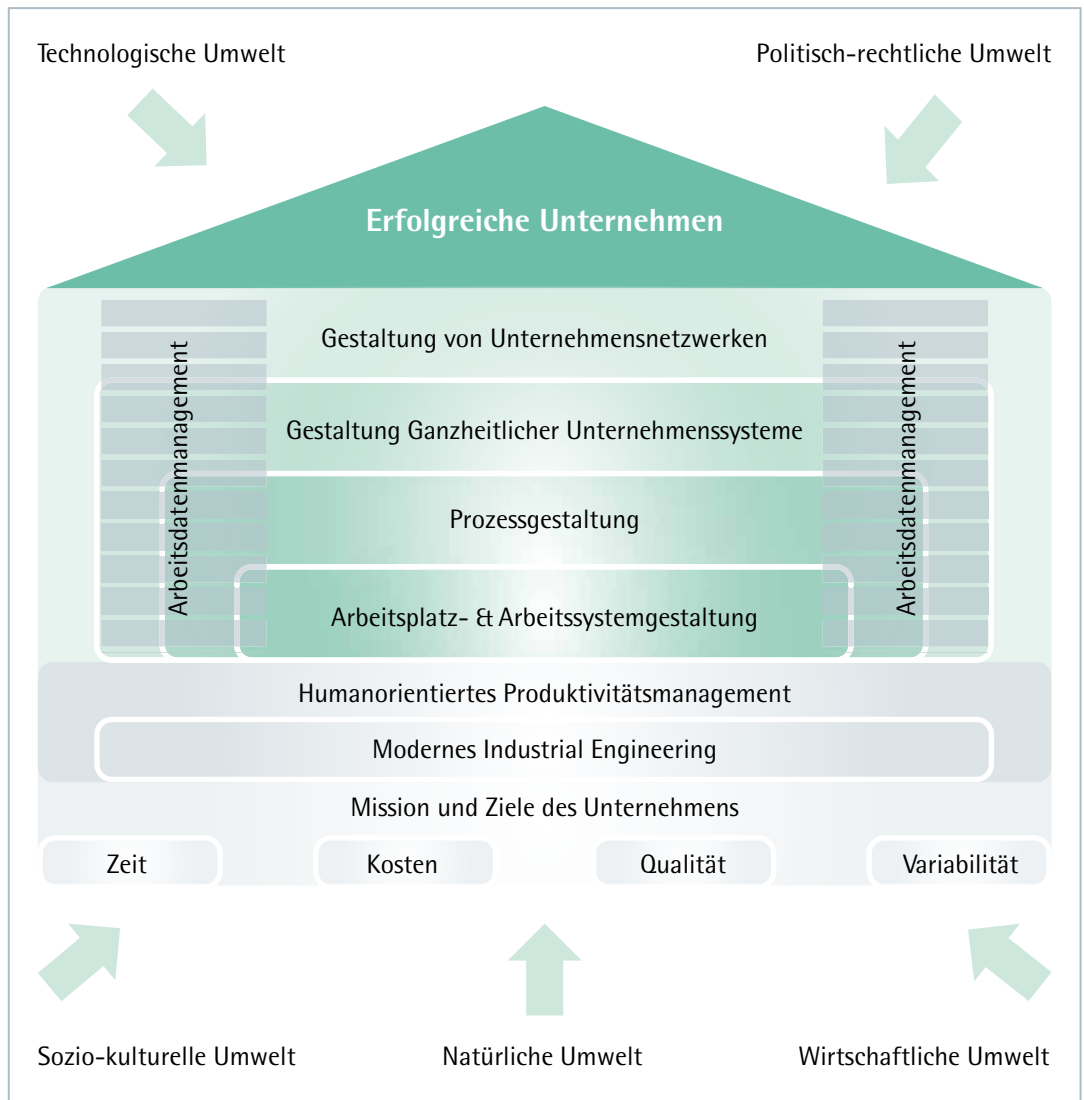 Technologische Umwelt
Politisch-rechtliche Umwelt
Erfolgreiche Unternehmen
Arbeitsdatenmanagement
Gestaltung von Unternehmensnetzwerken
Gestaltung Ganzheitlicher Unternehmenssysteme
Prozessgestaltung
Arbeitsplatz- & Arbeitssystemgestaltung
Arbeitsdatenmanagement
Humanorientiertes Produktivitätsmanagement
Modernes Industrial Engineering
Mission und Ziele des Unternehmens
Zeit
Kosten
Qualität
Variabilität
Sozio-kulturelle Umwelt
Natürliche Umwelt
Wirtschaftliche Umwelt